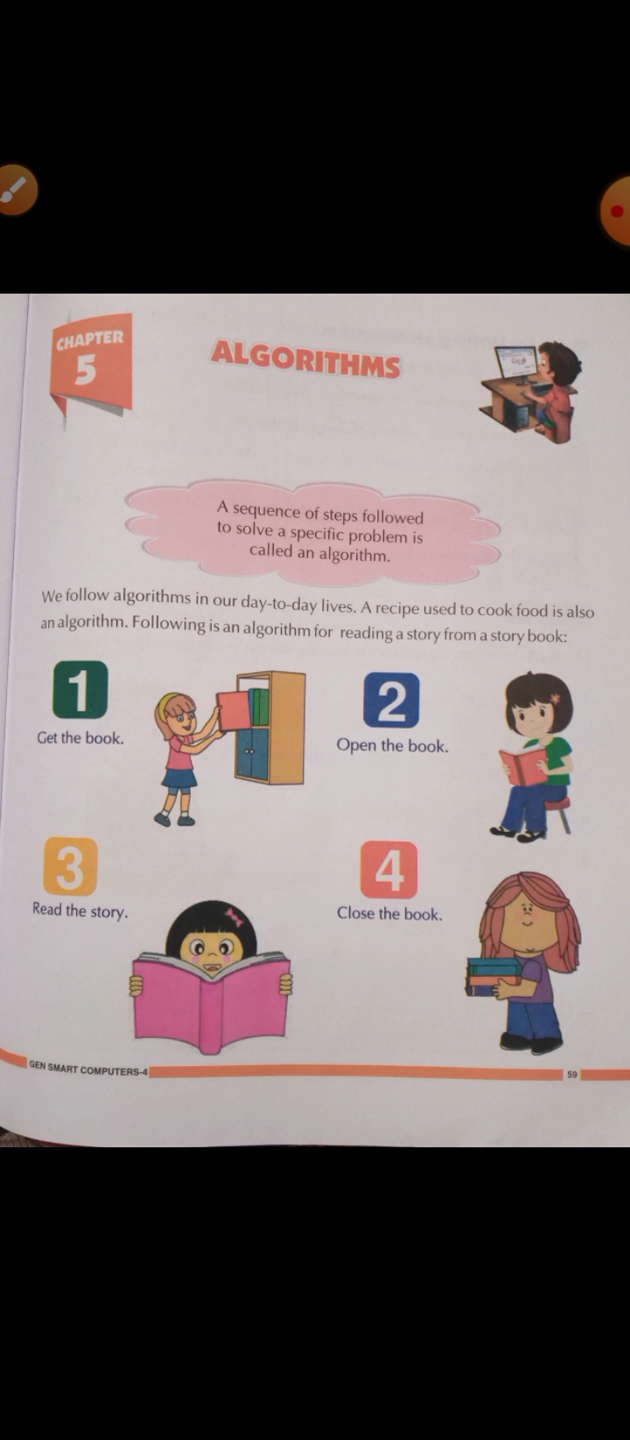 CHAPTER
5
ALGORITHMS
A sequence of steps followed
to solve a specific problem is
called an algorithm.
We follow algorithms in our day-to-day lives. A recipe used to cook food is also
an algorithm. Following is an algorithm for reading a story from a story book:
1
Get the book.
2
Open the book.
3
Read the story.
4
Close the book.
GEN SMART COMPUTERS-4
59